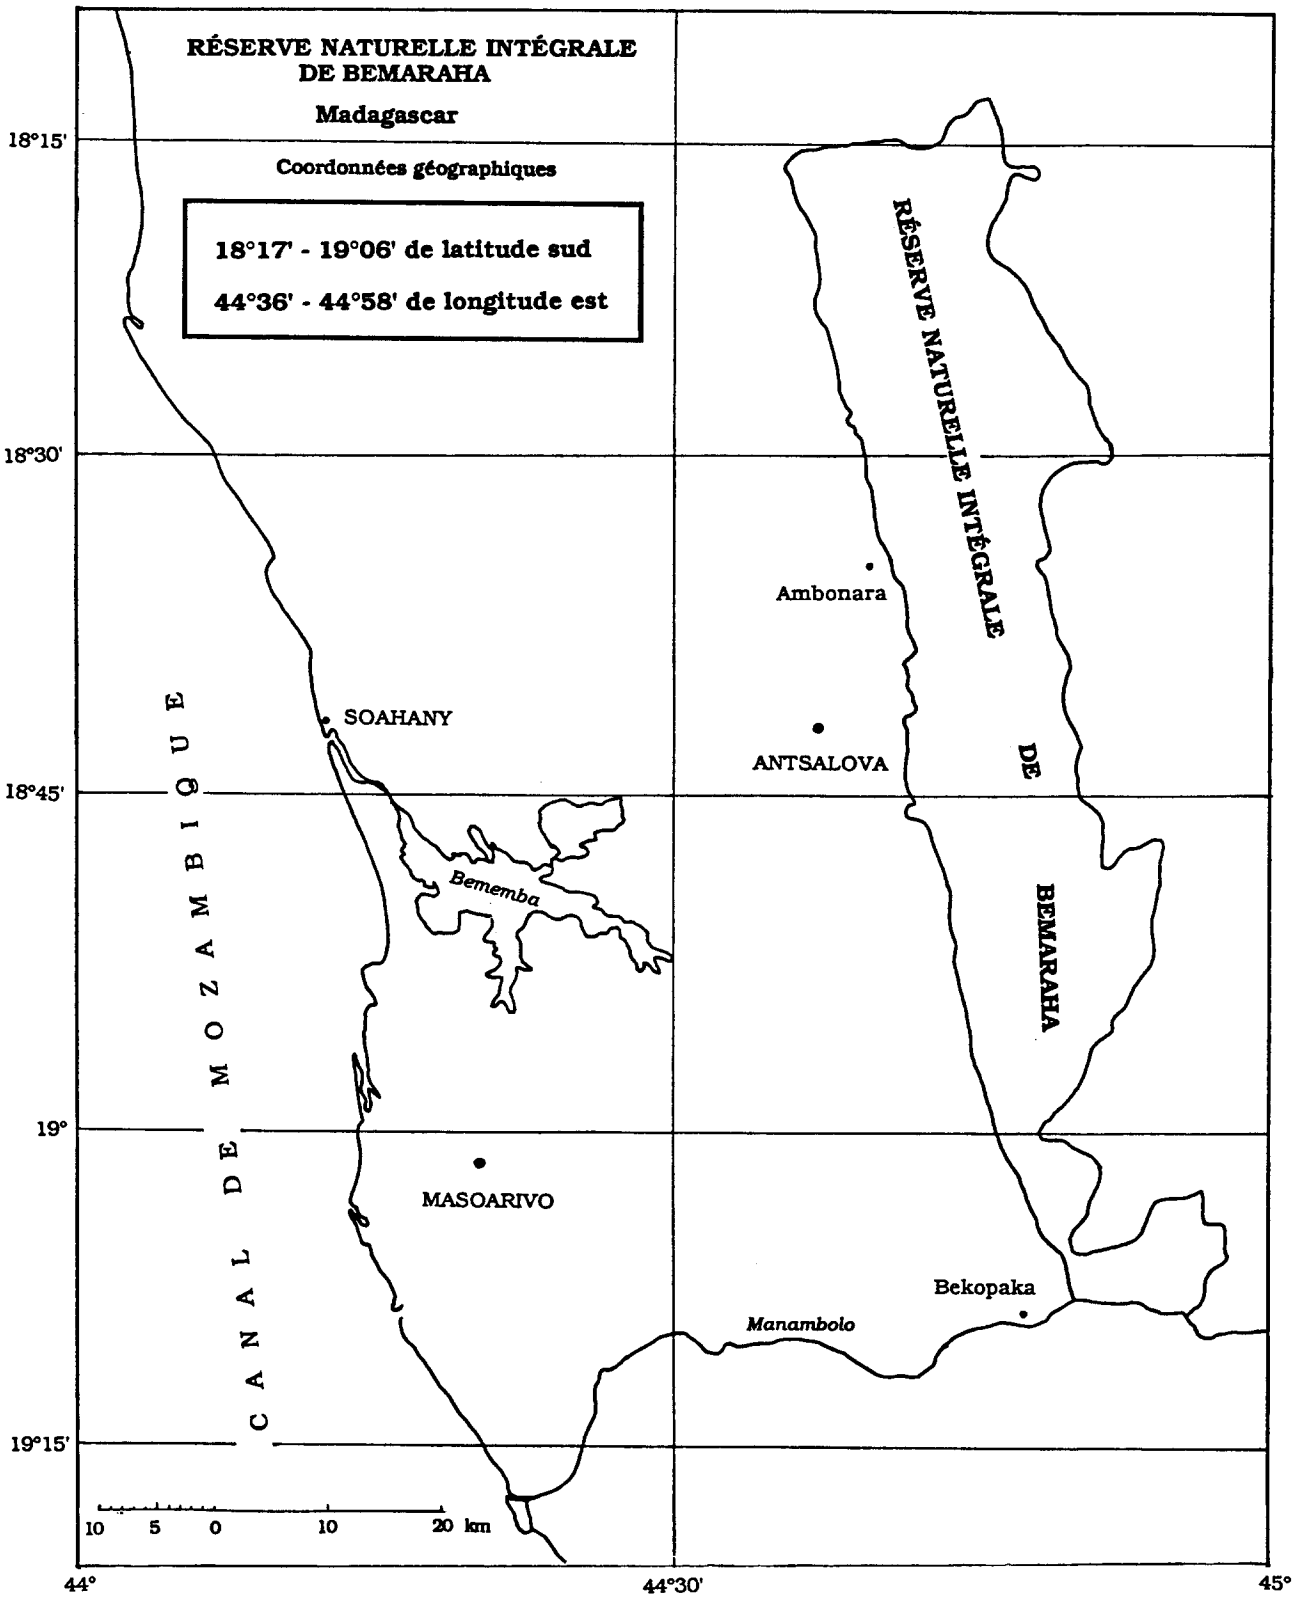 RÉSERVE NATURELLE INTÉGRALE
DE BEMARAHA
Madagascar
Coordonnées géographiques
18°17' - 19°06' de latitude sud
44°36' - 44°58' de longitude est
18°15'
18°30'
18°45'
19°
19°15'
RÉSERVE NATURELLE INTÉGRALE
DE
BEMARAHA
Ambonara
SOAHANY
ANTSALOVA
Bememba
CANAL DE MOZAMBIQUE
MASOARIVO
Bekopaka
Manambolo
10 5 0 10 20 km
44° 44°30' 45°